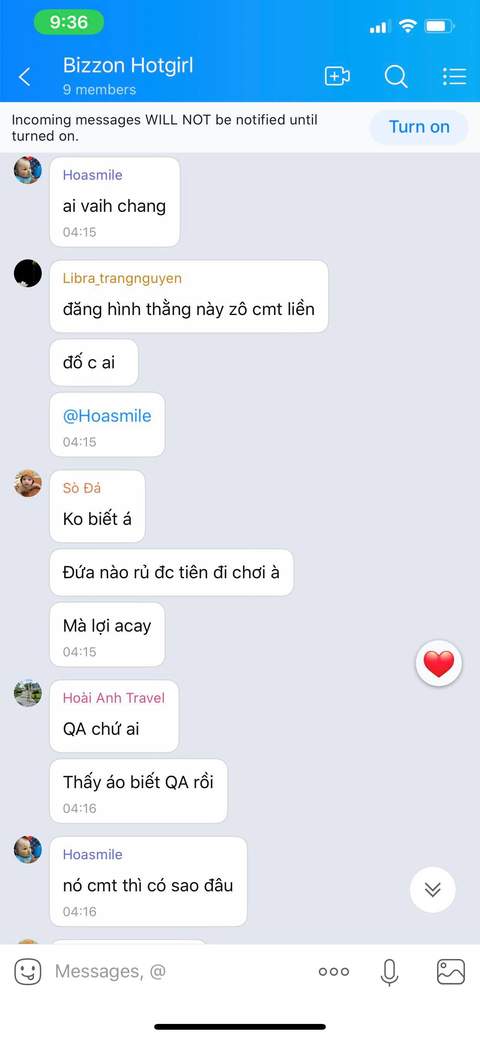 9:36
Bizzon Hotgirl
9 members
Incoming messages WILL NOT be notified until
turned on.
Turn on
Hoasmile
ai vaih chang
04:15
Libra_trangnguyen
đăng hình thằng này zô cmt liền
đố c ai
@Hoasmile
04:15
Sò Đá
Ko biết á
Đứa nào rủ đc tiên đi chơi à
Mà lợi acay
04:15
Hoài Anh Travel
QA chứ ai
Thấy áo biết QA rồi
04:16
Hoasmile
nó cmt thì có sao đâu
04:16
Messages, @